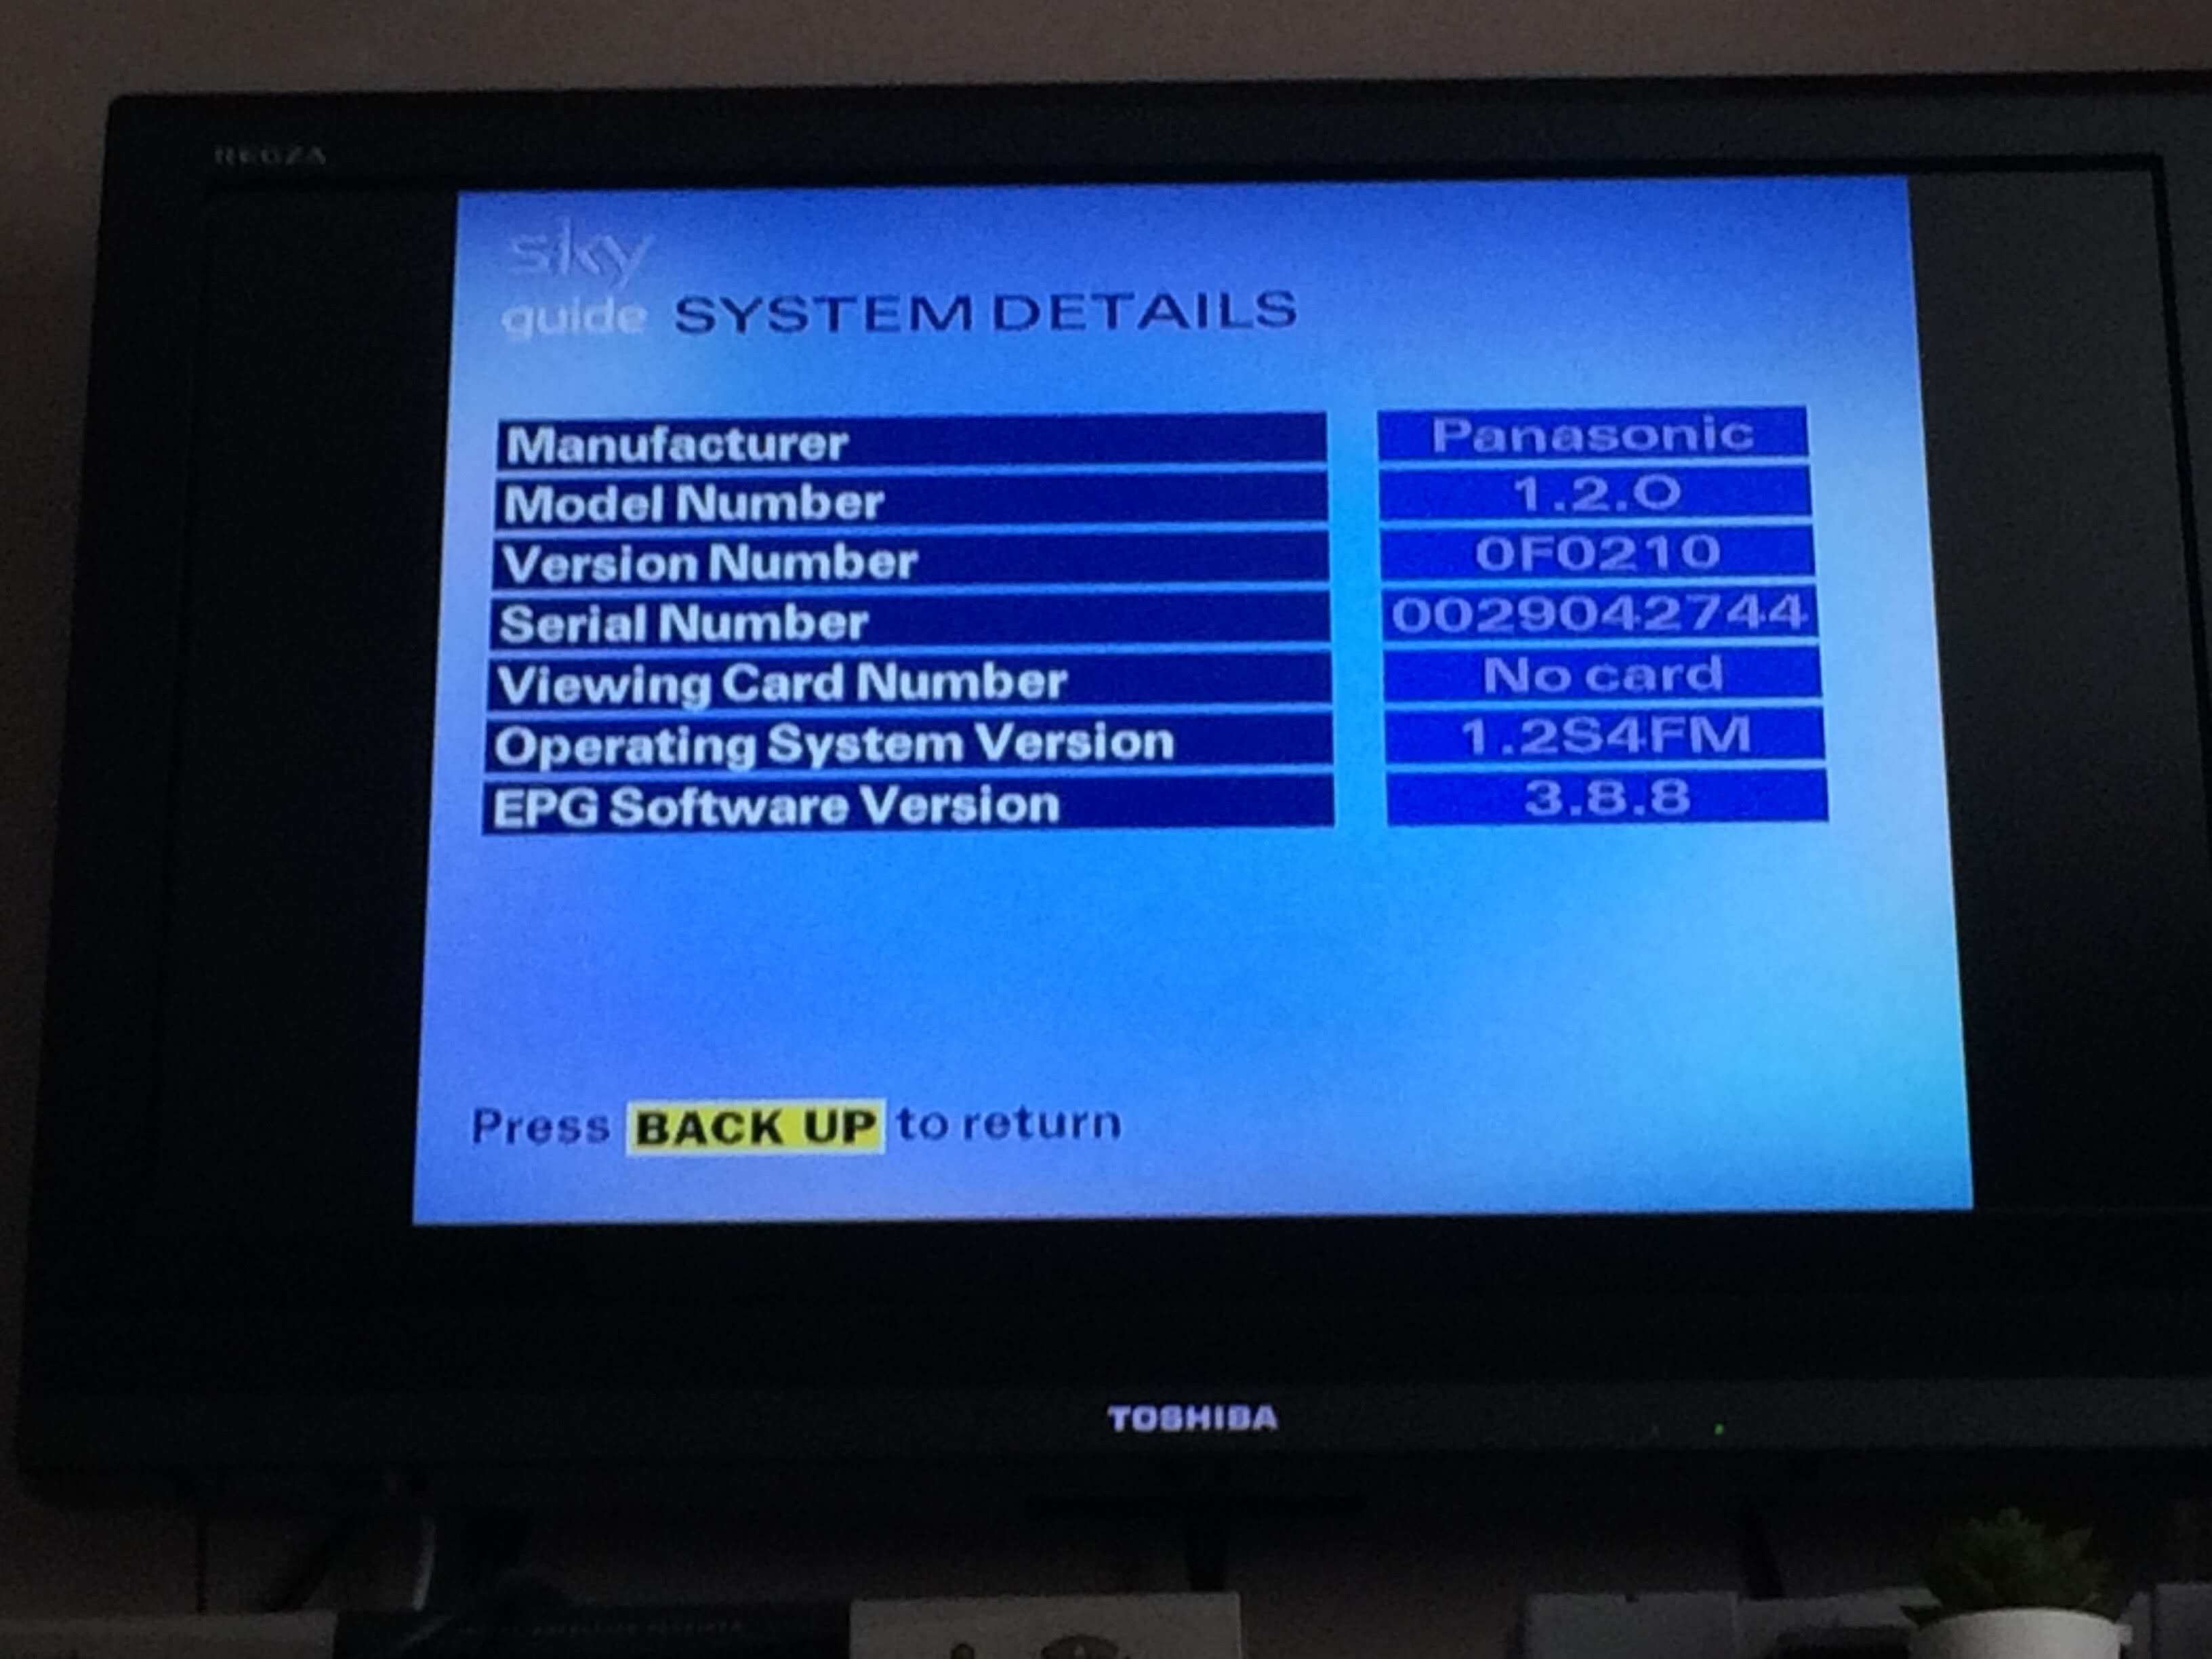 REGZA
sky
guide SYSTEM DETAILS
Manufacturer Panasonic
Model Number 1.2.O
Version Number 0F0210
Serial Number 0029042744
Viewing Card Number No card
Operating System Version 1.2S4FM
EPG Software Version 3.8.8
Press BACK UP to return
TOSHIBA